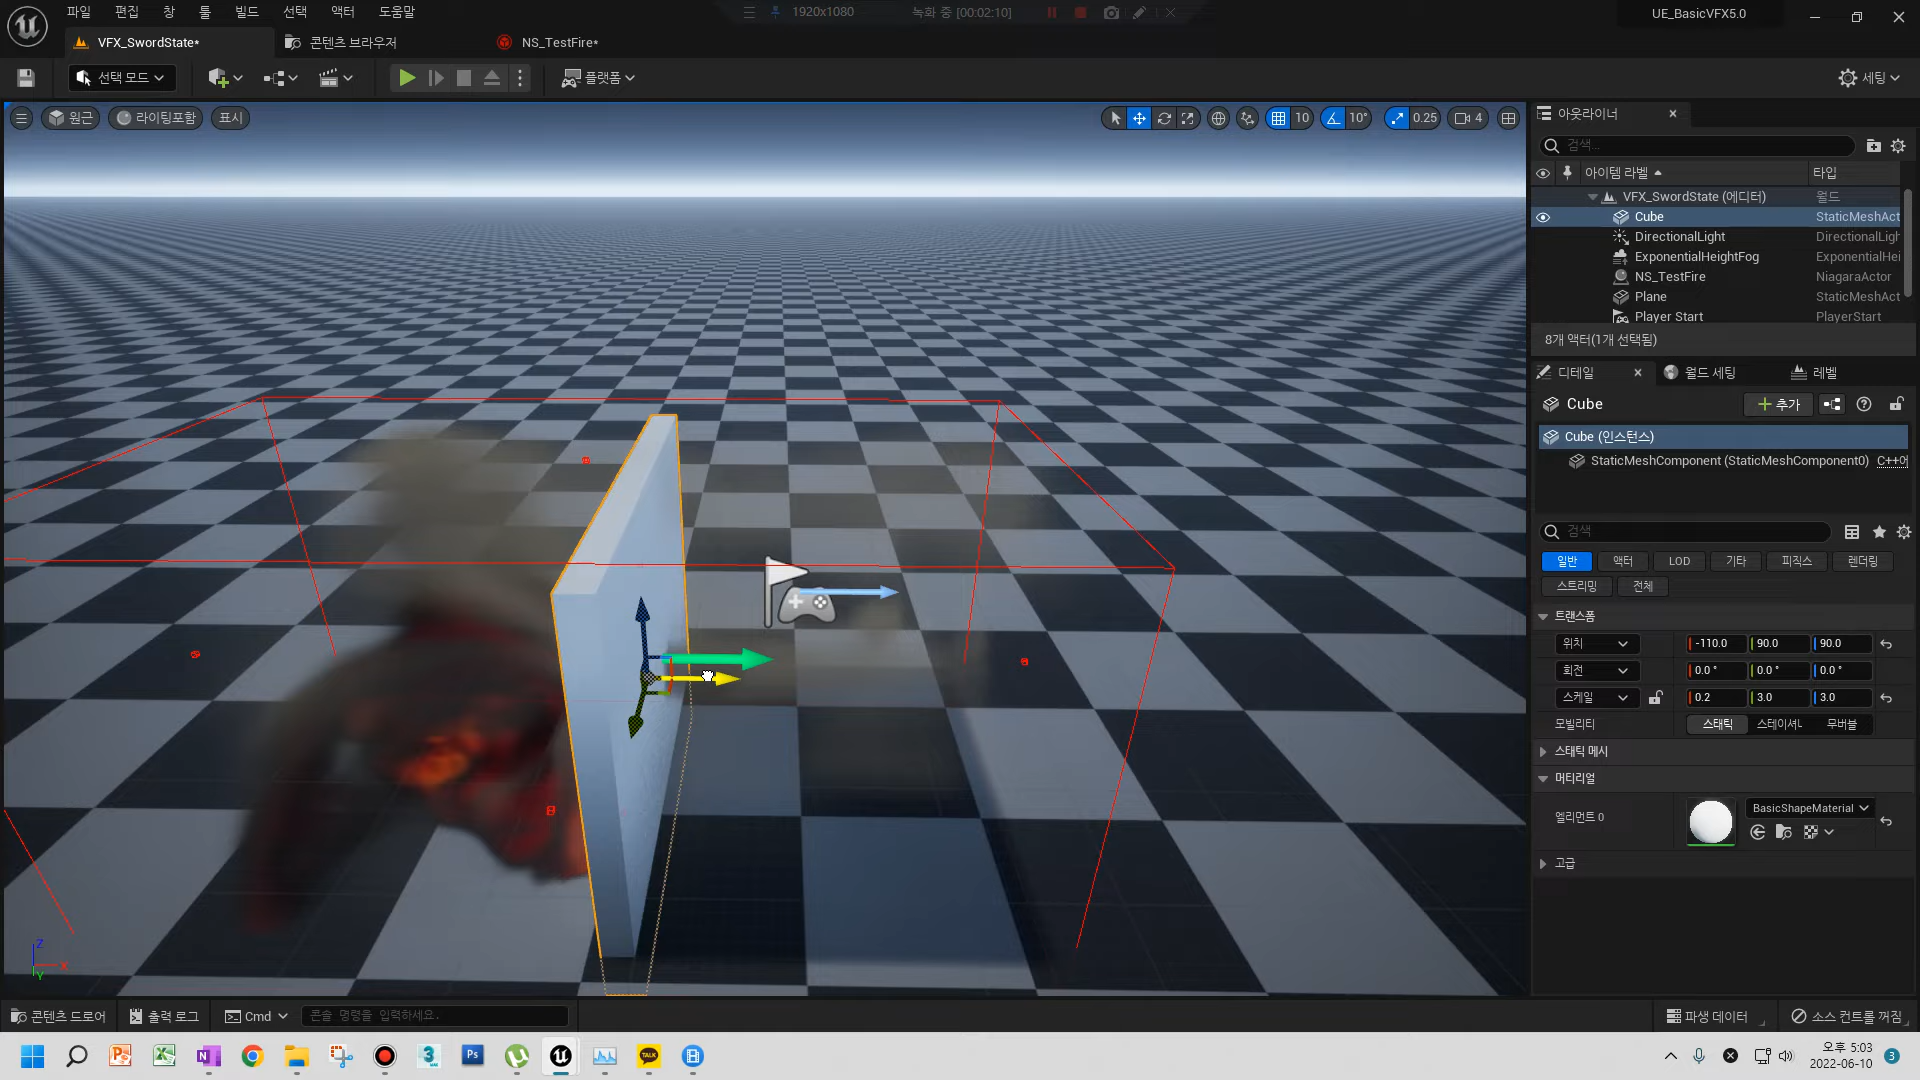 파일 편집 창 툴 빌드 선택 액터 도움말
1920x1080 녹화 중 [00:02:10]
UE_BasicVFX5.0
VFX_SwordState* 콘텐츠 브라우저 NS_TestFire*
선택 모드 플랫폼 세팅
원근 라이팅포함 표시 10 10° 0.25 4
아웃라이너
검색...
아이템 라벨 타입
VFX_SwordState (에디터) 월드
Cube StaticMeshAct
DirectionalLight DirectionalLigh
ExponentialHeightFog ExponentialHei
NS_TestFire NiagaraActor
Plane StaticMeshAct
Player Start PlayerStart
8개 액터(1개 선택됨)
디테일 월드 세팅 레벨
Cube 추가
Cube (인스턴스)
StaticMeshComponent (StaticMeshComponent0) C++에
검색
일반 액터 LOD 기타 피직스 렌더링
스트리밍 전체
트랜스폼
위치 -110.0 90.0 90.0
회전 0.0 ° 0.0 ° 0.0 °
스케일 0.2 3.0 3.0
모빌리티 스태틱 스테이셔너 무버블
스태틱 메시
머티리얼
엘리먼트 0 BasicShapeMaterial
고급
Z
X
Y
콘텐츠 드로어 출력 로그 Cmd 콘솔 명령을 입력하세요. 파생 데이터 소스 컨트롤 꺼짐
3 Ps TALK
오후 5:03
2022-06-10
3